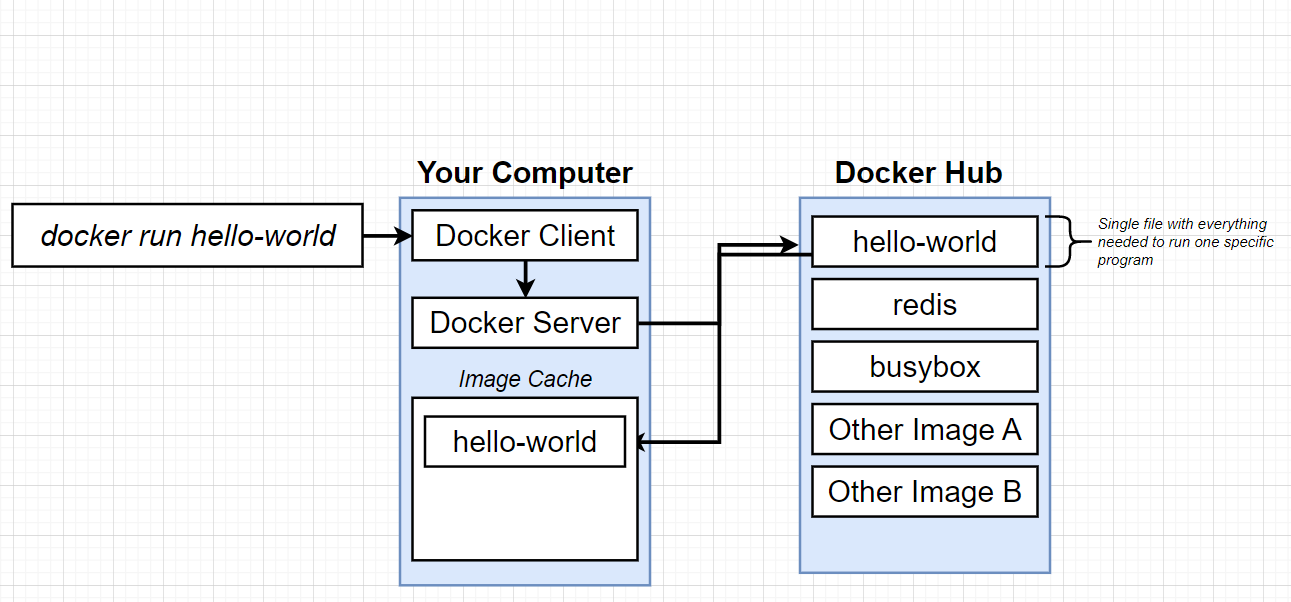 Your Computer
Docker Hub
docker run hello-world
Docker Client
Docker Server
Image Cache
hello-world
hello-world
redis
busybox
Other Image A
Other Image B
Single file with everything
needed to run one specific
program